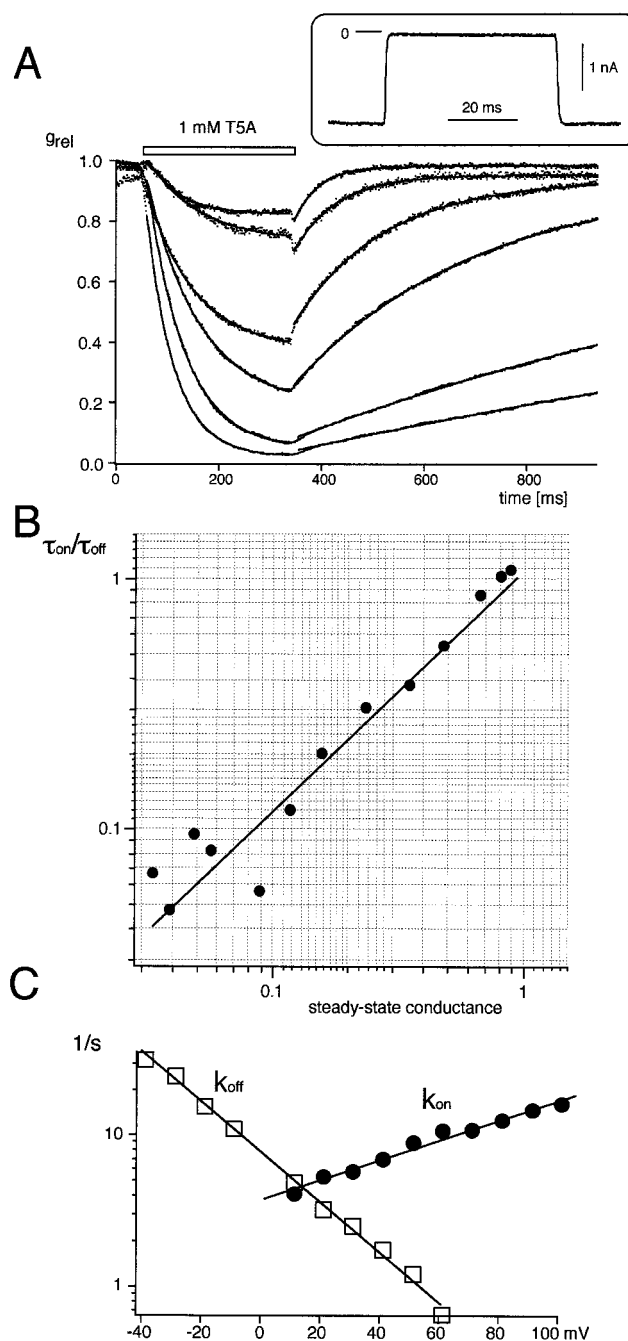 A
0
1 nA
20 ms
1 mM T5A
grel
1.0
0.8
0.6
0.4
0.2
0.0
0 200 400 600 800
time [ms]
B
τon/τoff
1
0.1
0.1 1
steady-state conductance
C
1/s
koff
kon
10
1
-40 -20 0 20 40 60 80 100 mV